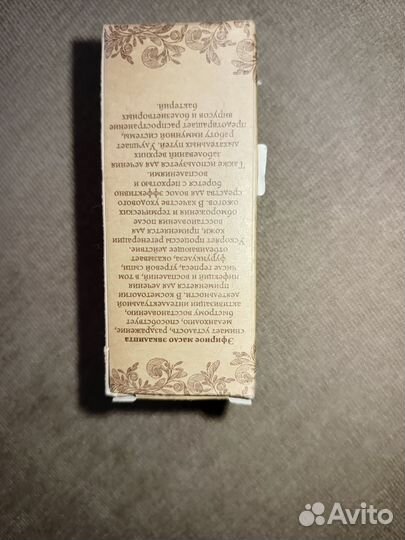 Эфирное масло эвкалипта
снимает усталость, раздражение,
меланхолию, способствует
быстрому восстановлению,
активизации интеллектуальной
деятельности. В косметологии
применяется для лечения
инфекций и воспалений, в том
числе герпеса, угревой сыпи,
фурункулеза, оказывает
отбеливающее действие.
Ускоряет процессы регенерации
кожи, применяется для
восстановления после
обморожения и термических
ожогов. В качестве уходового
средства для волос эффективно
борется с перхотью и
воспалениями.
Также используется для лечения
заболеваний верхних
дыхательных путей. Улучшает
работу иммунной системы,
предотвращает распространение
вирусов и болезнетворных
бактерий.
Avito